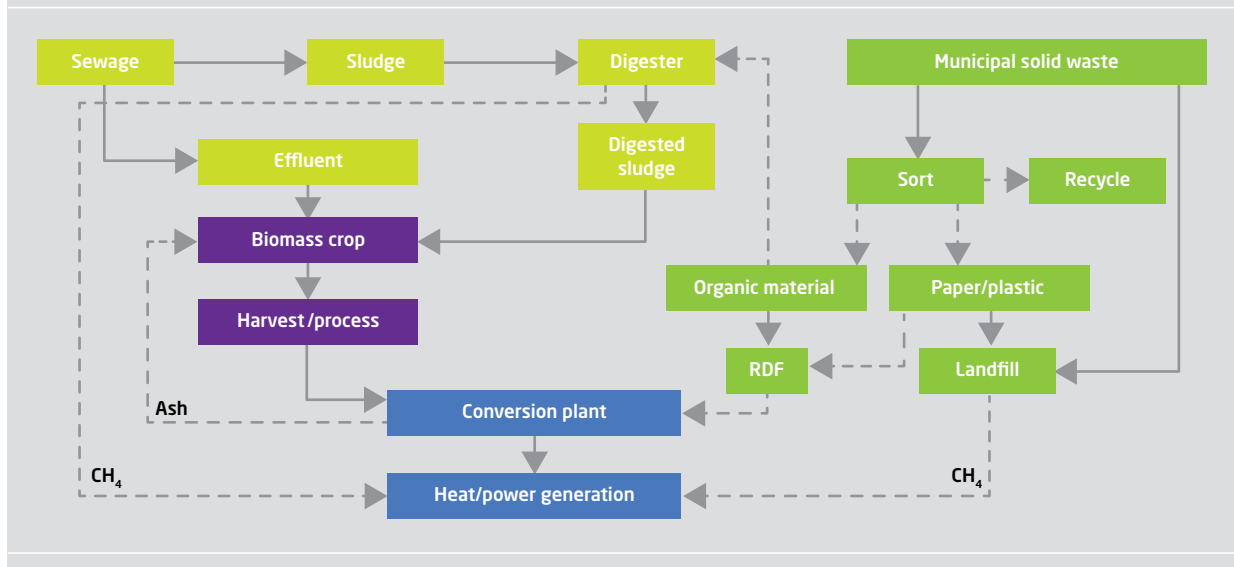 Sewage
Sludge
Digester
Municipal solid waste
Effluent
Digested
sludge
Sort
Recycle
Biomass crop
Organic material
Paper/plastic
Harvest/process
RDF
Landfill
Ash
Conversion plant
CH₄
Heat/power generation
CH₄